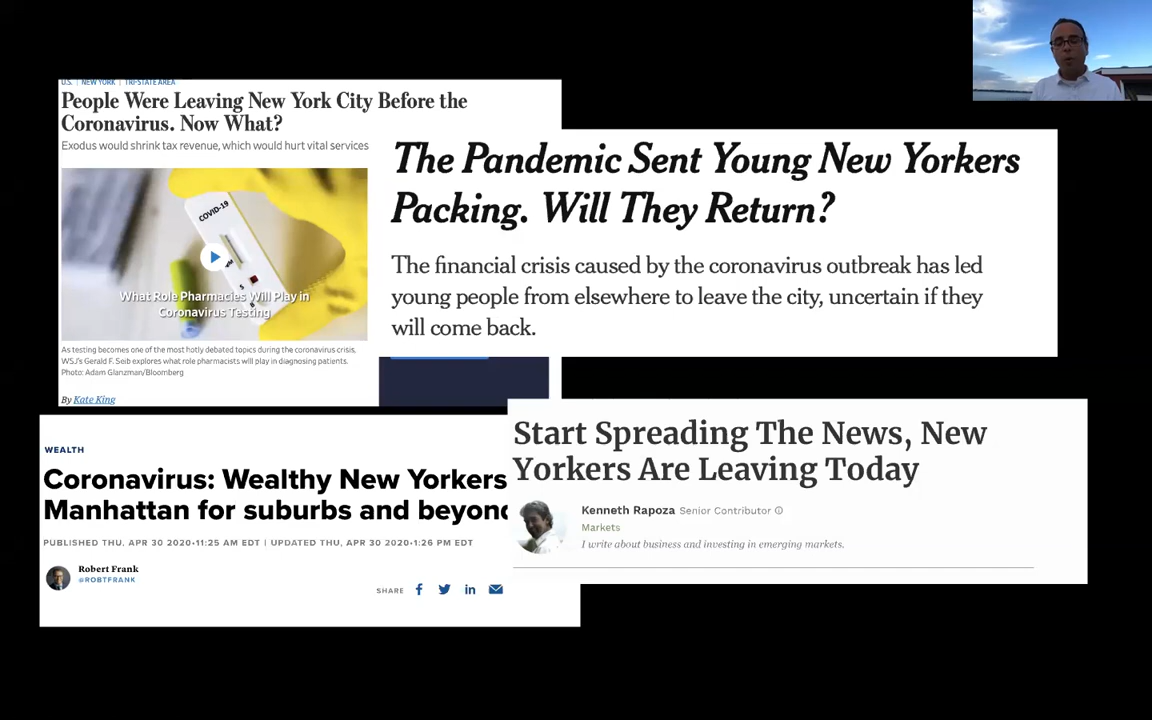 U.S. | NEW YORK | TRI-STATE AREA
People Were Leaving New York City Before the
Coronavirus. Now What?
Exodus would shrink tax revenue, which would hurt vital services
COVID-19
What Role Pharmacies Will Play in
Coronavirus Testing
As testing becomes one of the most hotly debated topics during the coronavirus crisis,
WSJ's Gerald F. Seib explores what role pharmacists will play in diagnosing patients.
Photo: Adam Glanzman/Bloomberg
By Kate King
The Pandemic Sent Young New Yorkers
Packing. Will They Return?
The financial crisis caused by the coronavirus outbreak has led
young people from elsewhere to leave the city, uncertain if they
will come back.
WEALTH
Coronavirus: Wealthy New Yorkers
Manhattan for suburbs and beyond
PUBLISHED THU, APR 30 2020•11:25 AM EDT | UPDATED THU, APR 30 2020•1:26 PM EDT
Robert Frank
@ROBTFRANK
SHARE
Start Spreading The News, New
Yorkers Are Leaving Today
Kenneth Rapoza Senior Contributor
Markets
I write about business and investing in emerging markets.